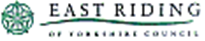 EAST RIDING
OF YORKSHIRE COUNCIL